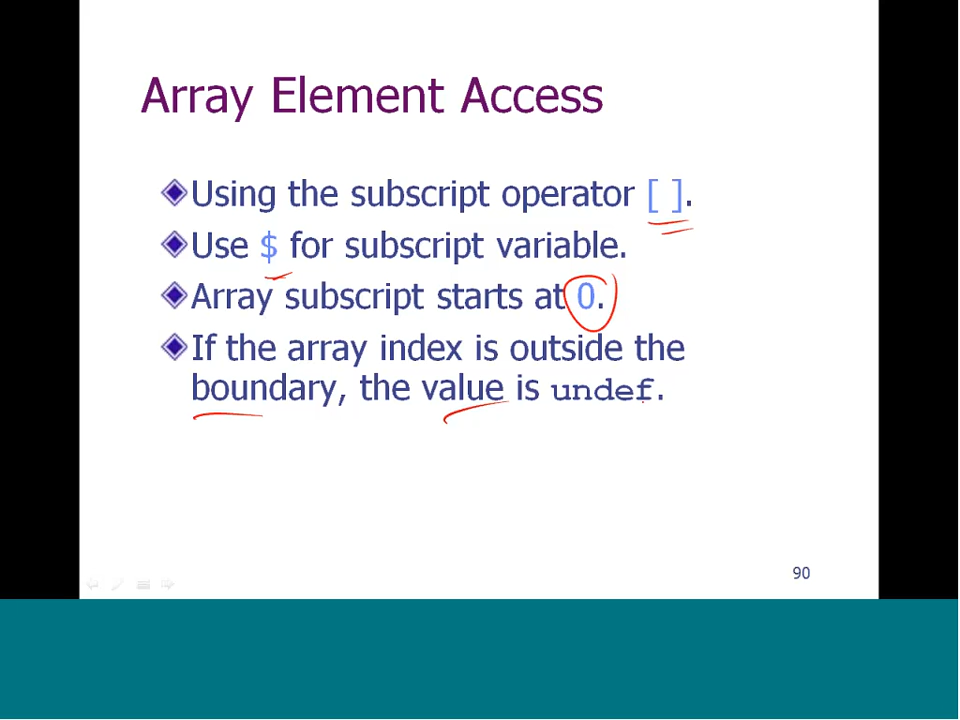 Array Element Access
Using the subscript operator [ ].
Use $ for subscript variable.
Array subscript starts at 0.
If the array index is outside the
boundary, the value is undef.
90